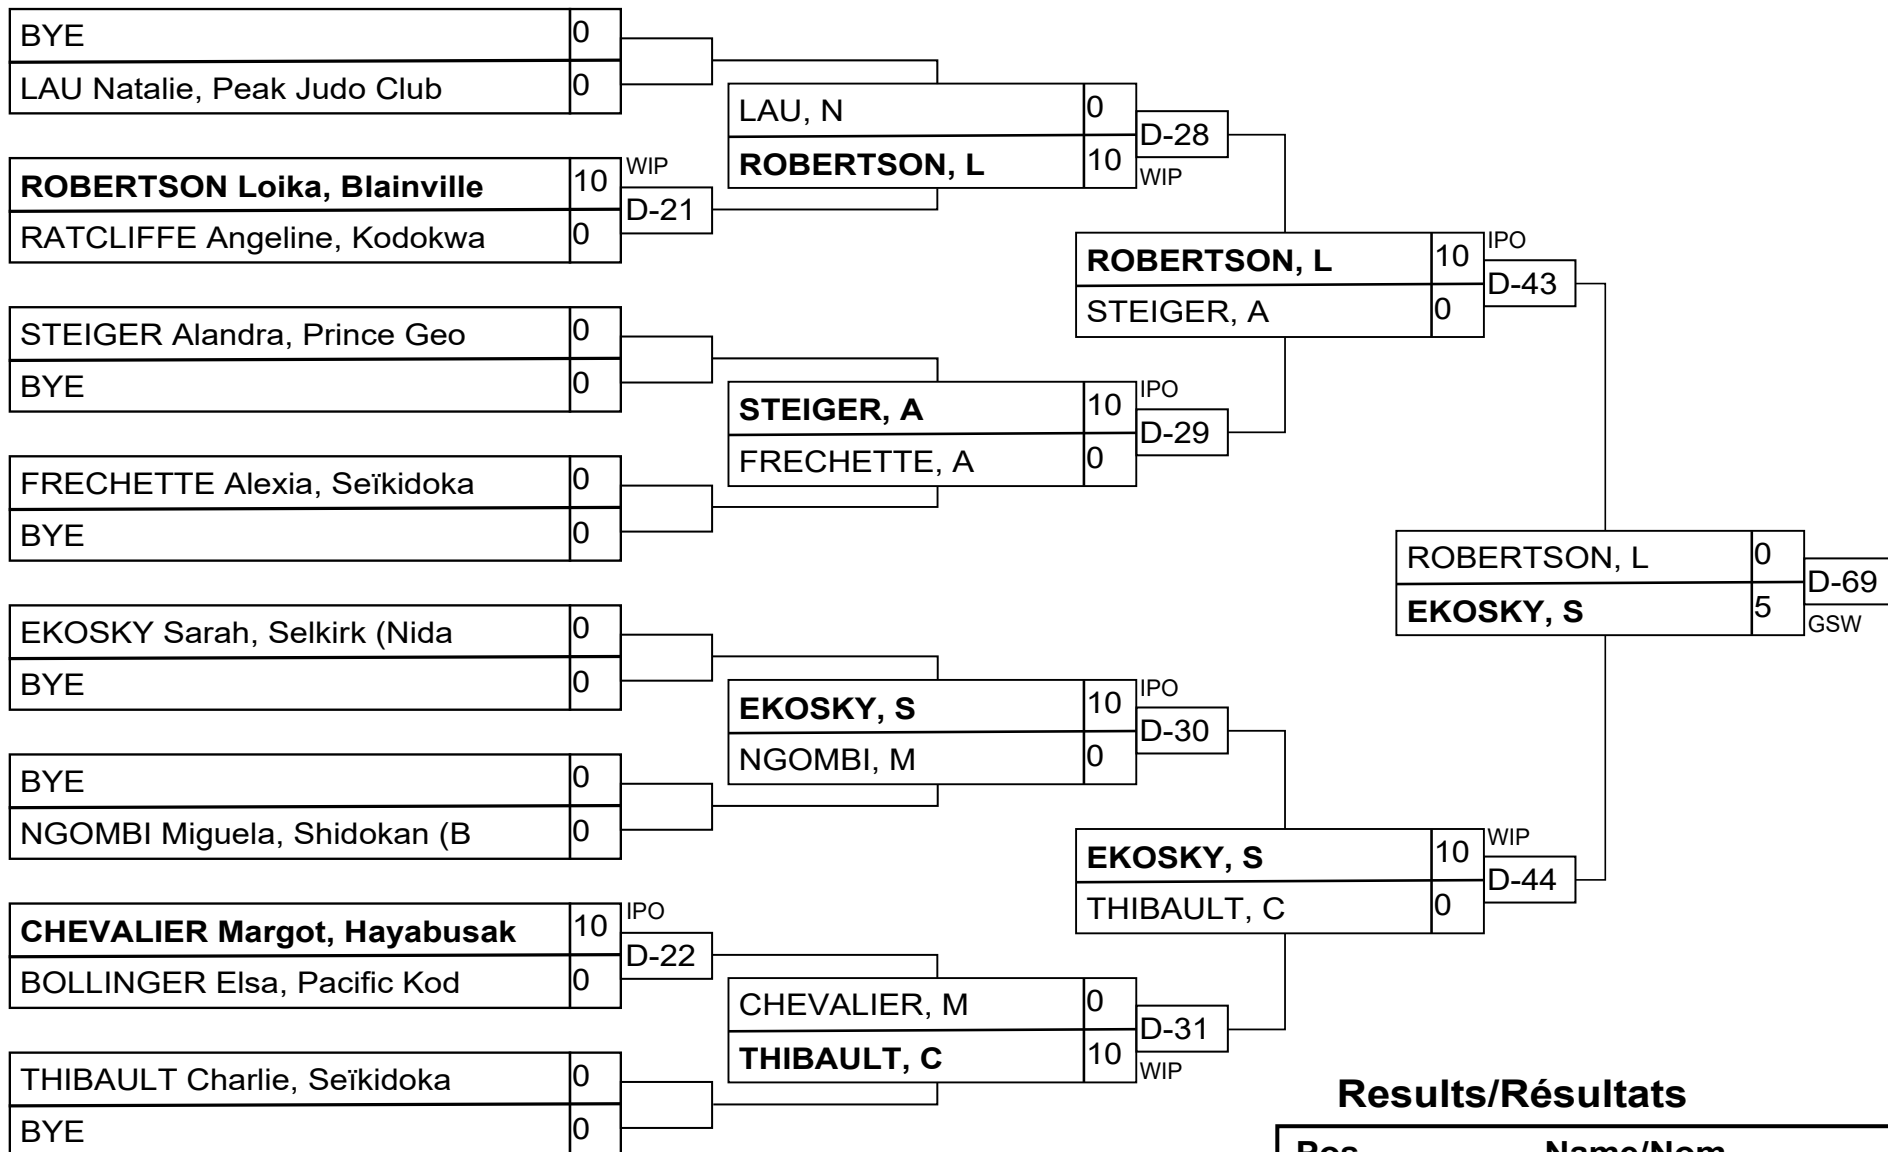 BYE 0
LAU Natalie, Peak Judo Club 0
ROBERTSON Loika, Blainville 10 WIP
D-21
RATCLIFFE Angeline, Kodokwa 0
STEIGER Alandra, Prince Geo 0
BYE 0
FRECHETTE Alexia, Seïkidoka 0
BYE 0
EKOSKY Sarah, Selkirk (Nida 0
BYE 0
BYE 0
NGOMBI Miguela, Shidokan (B 0
CHEVALIER Margot, Hayabusak 10 IPO
D-22
BOLLINGER Elsa, Pacific Kod 0
THIBAULT Charlie, Seïkidoka 0
BYE 0
LAU, N 0
D-28
ROBERTSON, L 10 WIP
STEIGER, A 10 IPO
D-29
FRECHETTE, A 0
EKOSKY, S 10 IPO
D-30
NGOMBI, M 0
CHEVALIER, M 0
D-31
THIBAULT, C 10 WIP
ROBERTSON, L 10 IPO
D-43
STEIGER, A 0
EKOSKY, S 10 WIP
D-44
THIBAULT, C 0
ROBERTSON, L 0
D-69
EKOSKY, S 5 GSW
Results/Résultats
Pos Name/Nom